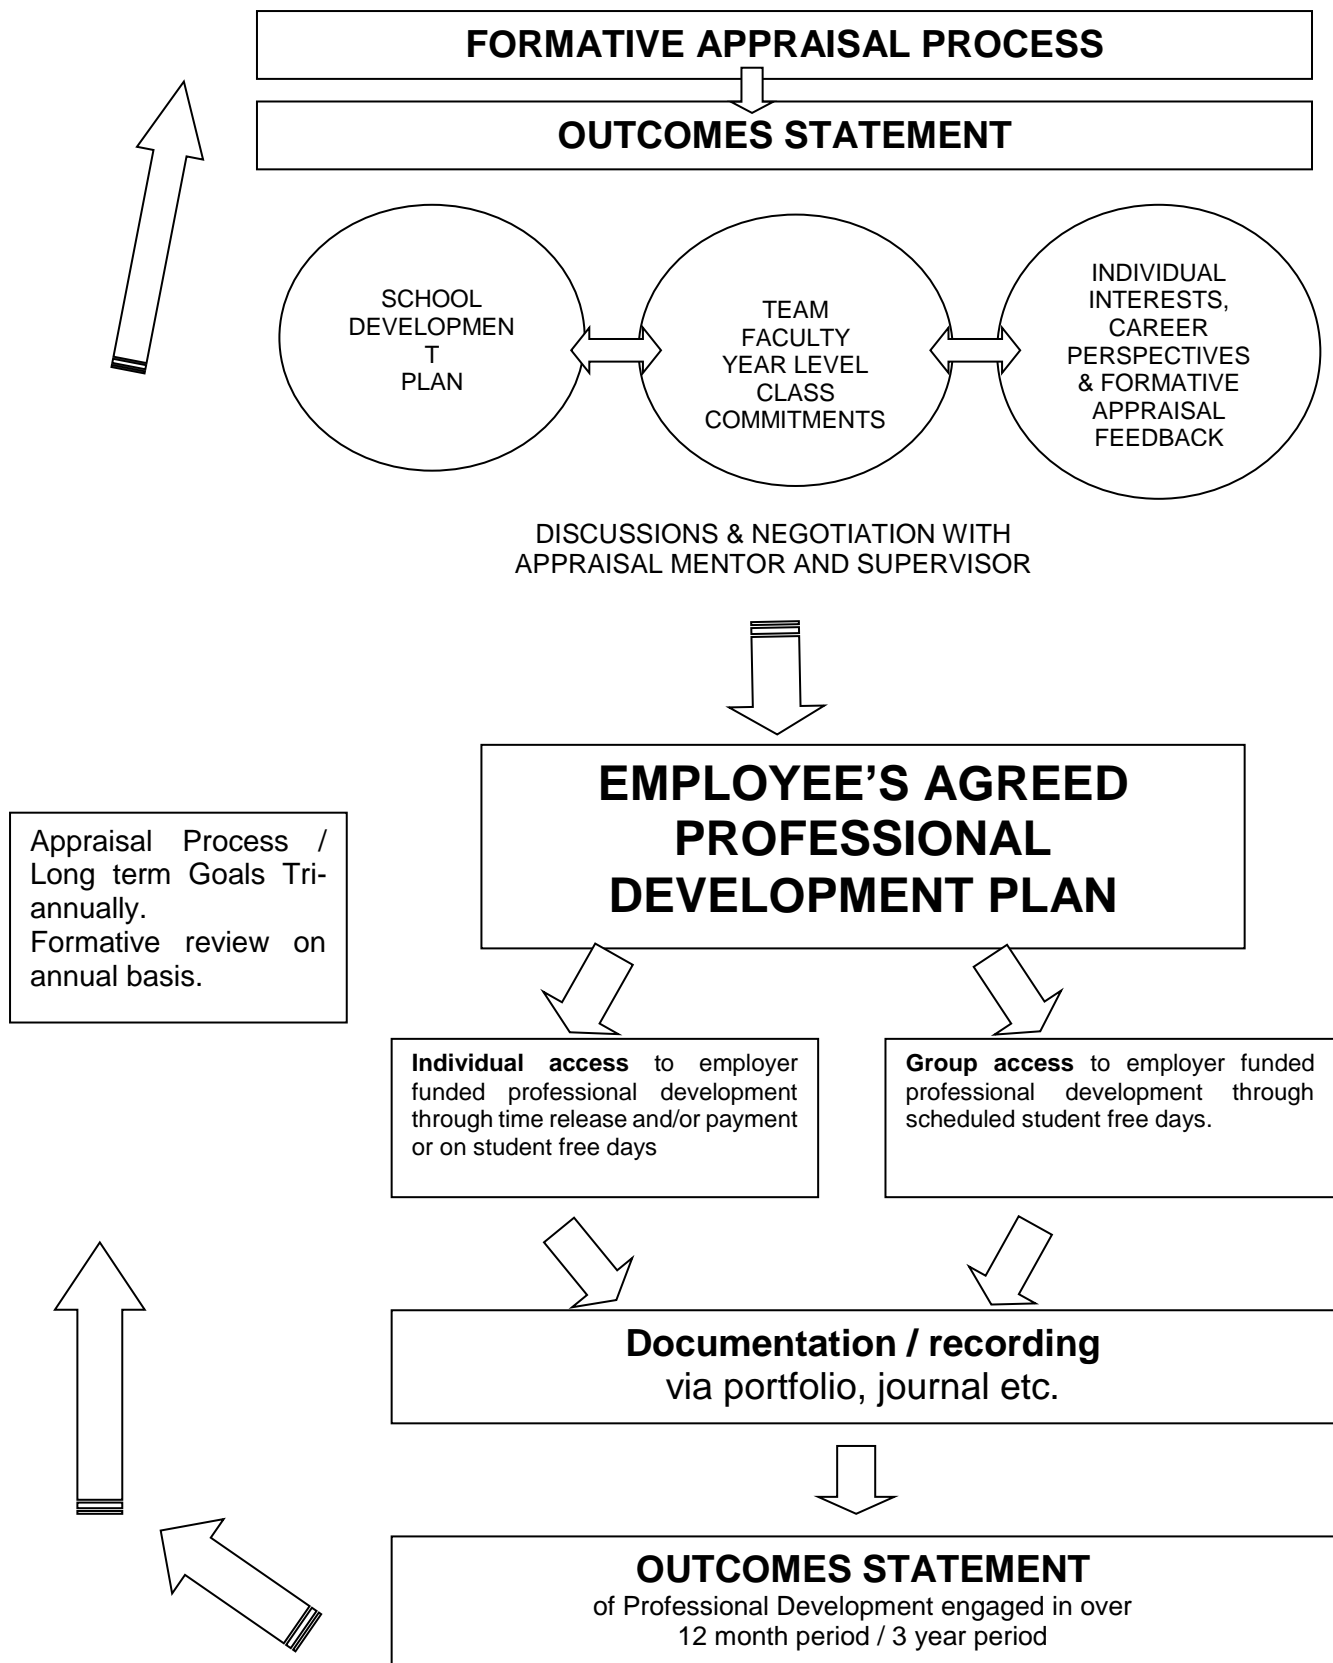 FORMATIVE APPRAISAL PROCESS
OUTCOMES STATEMENT
SCHOOL
DEVELOPMEN
T
PLAN
TEAM
FACULTY
YEAR LEVEL
CLASS
COMMITMENTS
INDIVIDUAL
INTERESTS,
CAREER
PERSPECTIVES
& FORMATIVE
APPRAISAL
FEEDBACK
DISCUSSIONS & NEGOTIATION WITH
APPRAISAL MENTOR AND SUPERVISOR
EMPLOYEE’S AGREED
PROFESSIONAL
DEVELOPMENT PLAN
Appraisal Process /
Long term Goals Tri-
annually.
Formative review on
annual basis.
Individual access to employer
funded professional development
through time release and/or payment
or on student free days
Group access to employer funded
professional development through
scheduled student free days.
Documentation / recording
via portfolio, journal etc.
OUTCOMES STATEMENT
of Professional Development engaged in over
12 month period / 3 year period